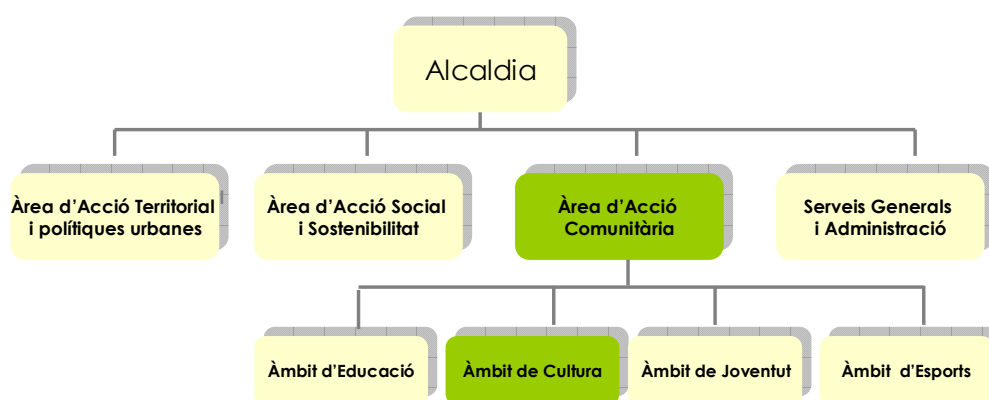 Alcaldia
Àrea d'Acció Territorial
i polítiques urbanes
Àrea d'Acció Social
i Sostenibilitat
Àrea d'Acció
Comunitària
Serveis Generals
i Administració
Àmbit d'Educació
Àmbit de Cultura
Àmbit de Joventut
Àmbit d'Esports